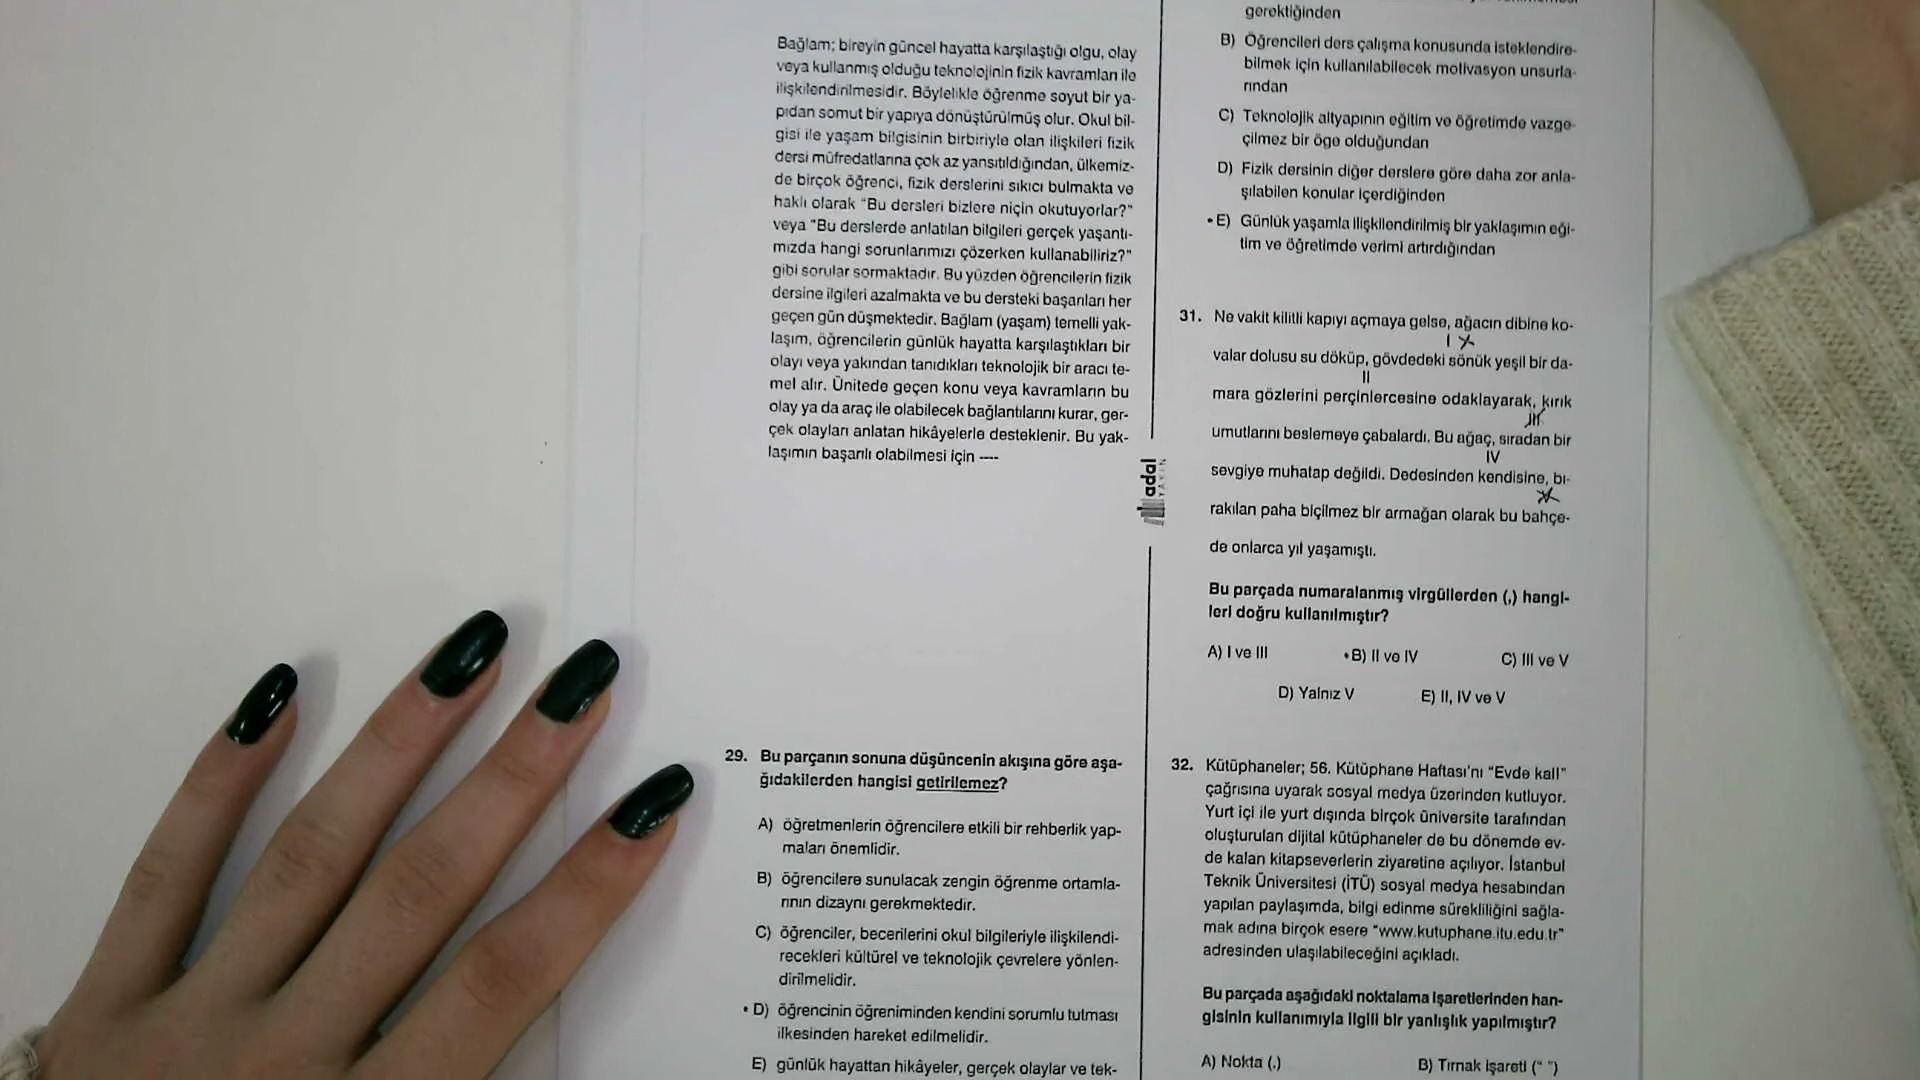 Bağlam; bireyin güncel hayatta karşılaştığı olgu, olay
veya kullanmış olduğu teknolojinin fizik kavramları ile
ilişkilendirilmesidir. Böylelikle öğrenme soyut bir ya-
pıdan somut bir yapıya dönüştürülmüş olur. Okul bil-
gisi ile yaşam bilgisinin birbiriyle olan ilişkileri fizik
dersi müfredatlarına çok az yansıtıldığından, ülkemiz-
de birçok öğrenci, fizik derslerini sıkıcı bulmakta ve
haklı olarak "Bu dersleri bizlere niçin okutuyorlar?"
veya "Bu derslerde anlatılan bilgileri gerçek yaşantı-
mızda hangi sorunlarımızı çözerken kullanabiliriz?"
gibi sorular sormaktadır. Bu yüzden öğrencilerin fizik
dersine ilgileri azalmakta ve bu dersteki başarıları her
geçen gün düşmektedir. Bağlam (yaşam) temelli yak-
laşım, öğrencilerin günlük hayatta karşılaştıkları bir
olayı veya yakından tanıdıkları teknolojik bir aracı te-
mel alır. Ünitede geçen konu veya kavramların bu
olay ya da araç ile olabilecek bağlantılarını kurar, ger-
çek olayları anlatan hikâyelerle desteklenir. Bu yak-
laşımın başarılı olabilmesi için ----
29. Bu parçanın sonuna düşüncenin akışına göre aşa-
ğıdakilerden hangisi getirilemez?
A) öğretmenlerin öğrencilere etkili bir rehberlik yap-
maları önemlidir.
B) öğrencilere sunulacak zengin öğrenme ortamla-
rının dizaynı gerekmektedir.
C) öğrenciler, becerilerini okul bilgileriyle ilişkilendi-
recekleri kültürel ve teknolojik çevrelere yönlen-
dirilmelidir.
• D) öğrencinin öğreniminden kendini sorumlu tutması
ilkesinden hareket edilmelidir.
E) günlük hayattan hikâyeler, gerçek olaylar ve tek-
gerektiğinden
B) Öğrencileri ders çalışma konusunda isteklendire-
bilmek için kullanılabilecek motivasyon unsurla-
rından
C) Teknolojik altyapının eğitim ve öğretimde vazge-
çilmez bir öge olduğundan
D) Fizik dersinin diğer derslere göre daha zor anla-
şılabilen konular içerdiğinden
• E) Günlük yaşamla ilişkilendirilmiş bir yaklaşımın eği-
tim ve öğretimde verimi artırdığından
adal
YAYIN
31. Ne vakit kilitli kapıyı açmaya gelse, ağacın dibine ko-
I
valar dolusu su döküp, gövdedeki sönük yeşil bir da-
II
mara gözlerini perçinlercesine odaklayarak, kırık
III
umutlarını beslemeye çabalardı. Bu ağaç, sıradan bir
IV
sevgiye muhatap değildi. Dedesinden kendisine, bı-
rakılan paha biçilmez bir armağan olarak bu bahçe-
de onlarca yıl yaşamıştı.
Bu parçada numaralanmış virgüllerden (,) hangi-
leri doğru kullanılmıştır?
A) I ve III •B) II ve IV C) III ve V
D) Yalnız V E) II, IV ve V
32. Kütüphaneler; 56. Kütüphane Haftası'nı "Evde kal!"
çağrısına uyarak sosyal medya üzerinden kutluyor.
Yurt içi ile yurt dışında birçok üniversite tarafından
oluşturulan dijital kütüphaneler de bu dönemde ev-
de kalan kitapseverlerin ziyaretine açılıyor. İstanbul
Teknik Üniversitesi (İTÜ) sosyal medya hesabından
yapılan paylaşımda, bilgi edinme sürekliliğini sağla-
mak adına birçok esere "www.kutuphane.itu.edu.tr"
adresinden ulaşılabileceğini açıkladı.
Bu parçada aşağıdaki noktalama işaretlerinden han-
gisinin kullanımıyla ilgili bir yanlışlık yapılmıştır?
A) Nokta (.) B) Tırnak işareti (" ")